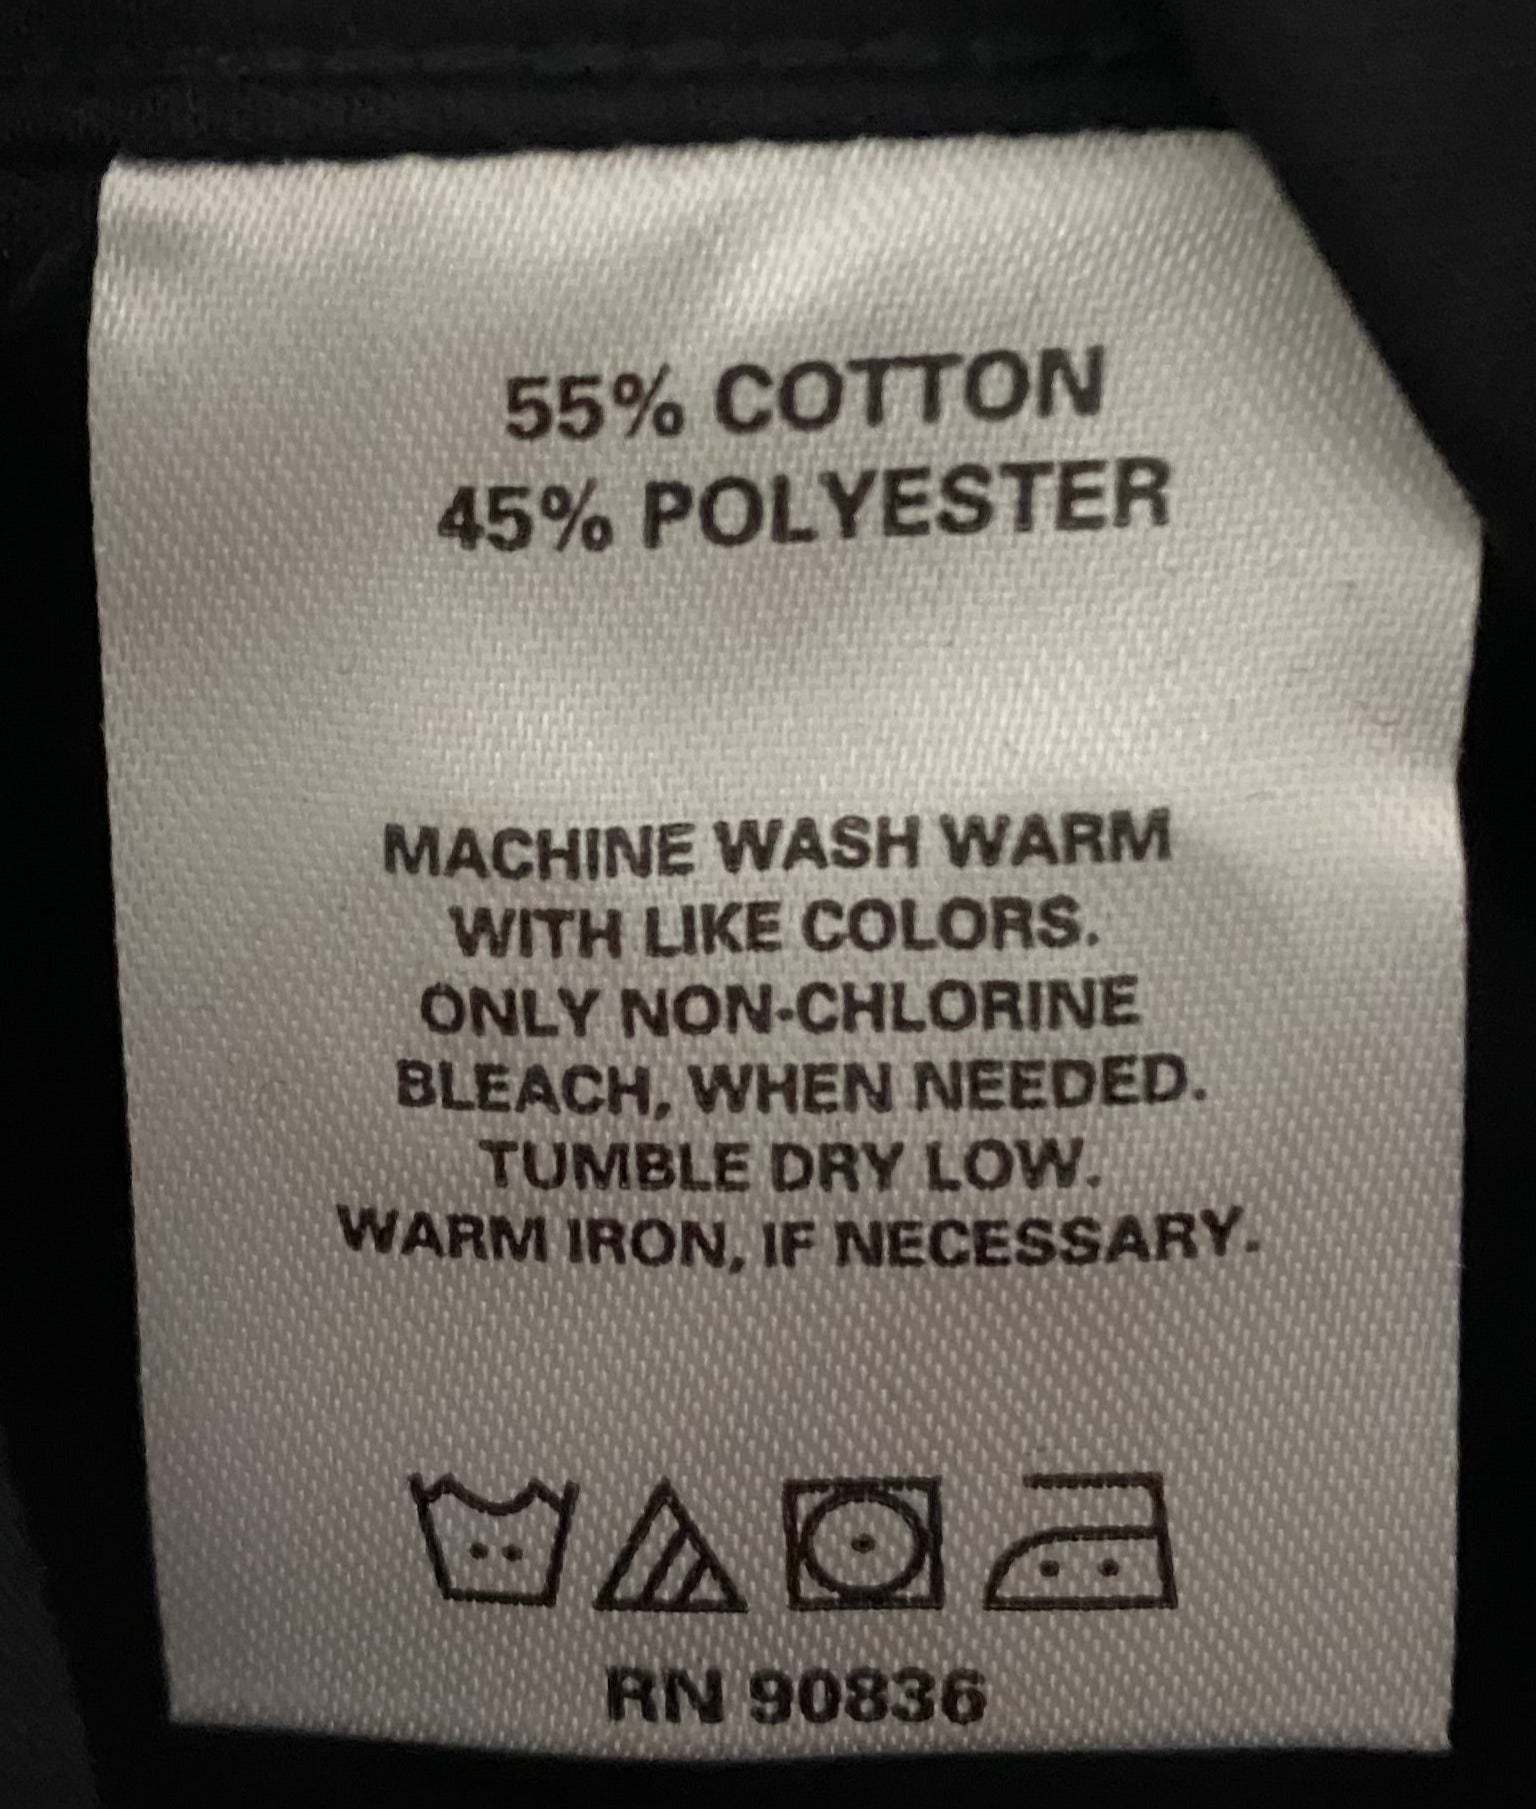 55% COTTON
45% POLYESTER
MACHINE WASH WARM
WITH LIKE COLORS.
ONLY NON-CHLORINE
BLEACH, WHEN NEEDED.
TUMBLE DRY LOW.
WARM IRON, IF NECESSARY.
RN 90836